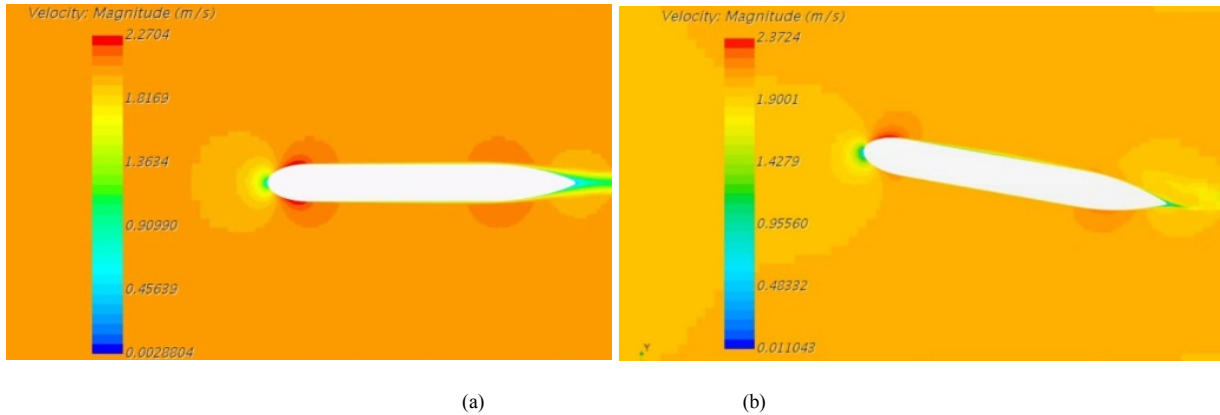 Velocity: Magnitude (m/s)
2.2704
1.8169
1.3634
0.90990
0.45639
0.0028804
Velocity: Magnitude (m/s)
2.3724
1.9001
1.4279
0.95560
0.48332
0.011043
Y
(a)
(b)